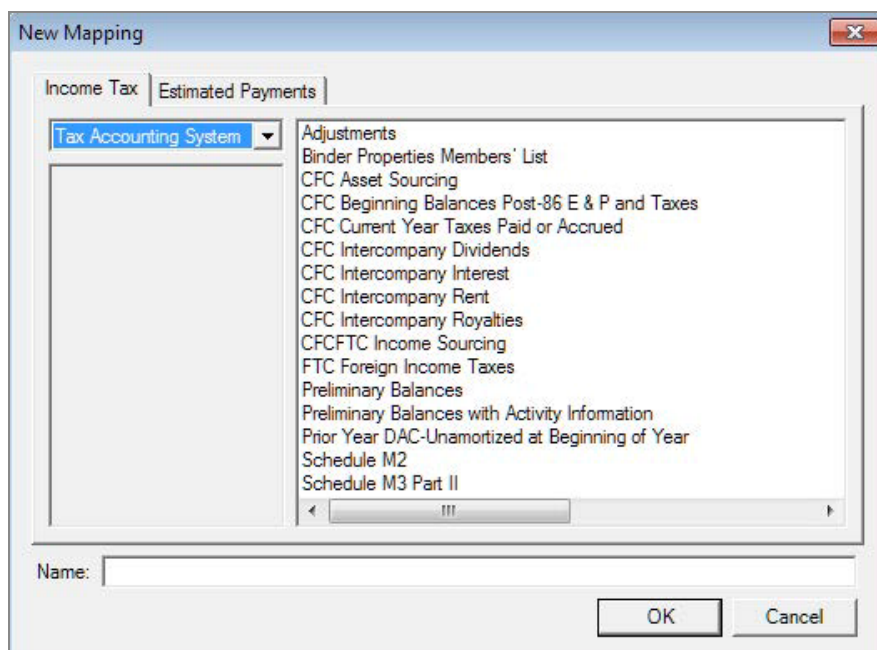 New Mapping
Income Tax
Estimated Payments
Tax Accounting System
Adjustments
Binder Properties Members' List
CFC Asset Sourcing
CFC Beginning Balances Post-86 E & P and Taxes
CFC Current Year Taxes Paid or Accrued
CFC Intercompany Dividends
CFC Intercompany Interest
CFC Intercompany Rent
CFC Intercompany Royalties
CFCFTC Income Sourcing
FTC Foreign Income Taxes
Preliminary Balances
Preliminary Balances with Activity Information
Prior Year DAC-Unamortized at Beginning of Year
Schedule M2
Schedule M3 Part II
Name:
OK
Cancel